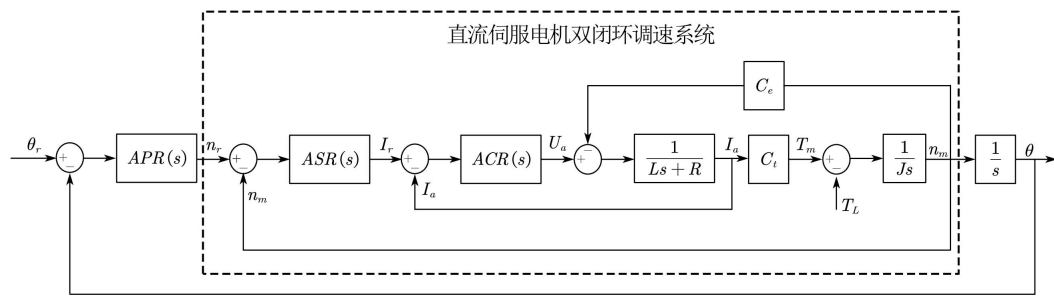 直流伺服电机双闭环调速系统
C_e
θ_r + − APR(s) n_r + − ASR(s) I_r + − ACR(s) U_a + − 1/(Ls + R) I_a C_t T_m + − 1/(Js) n_m 1/s θ
n_m I_a T_L